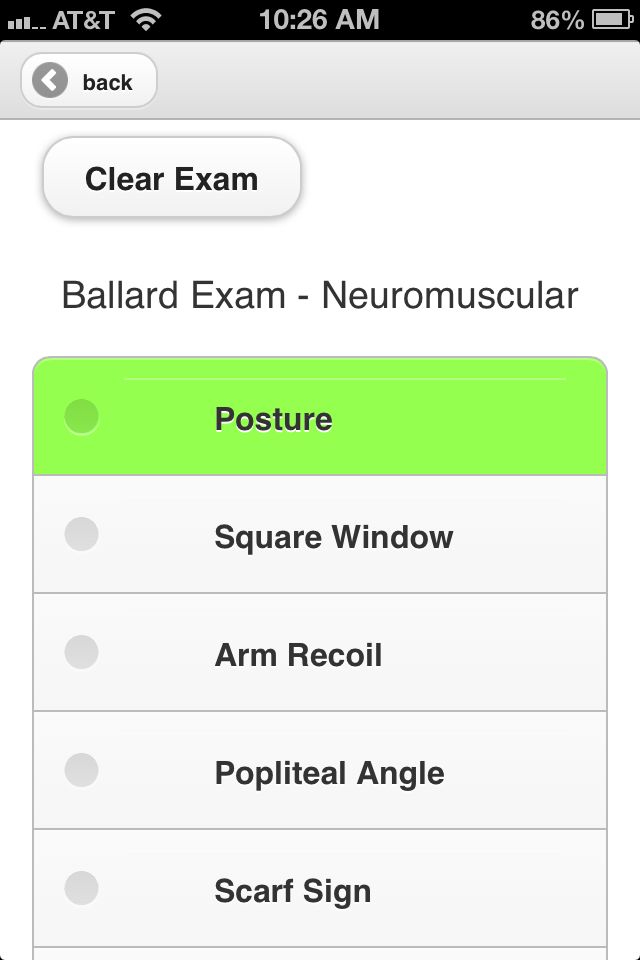 AT&T 10:26 AM 86%
back
Clear Exam
Ballard Exam - Neuromuscular
Posture
Square Window
Arm Recoil
Popliteal Angle
Scarf Sign